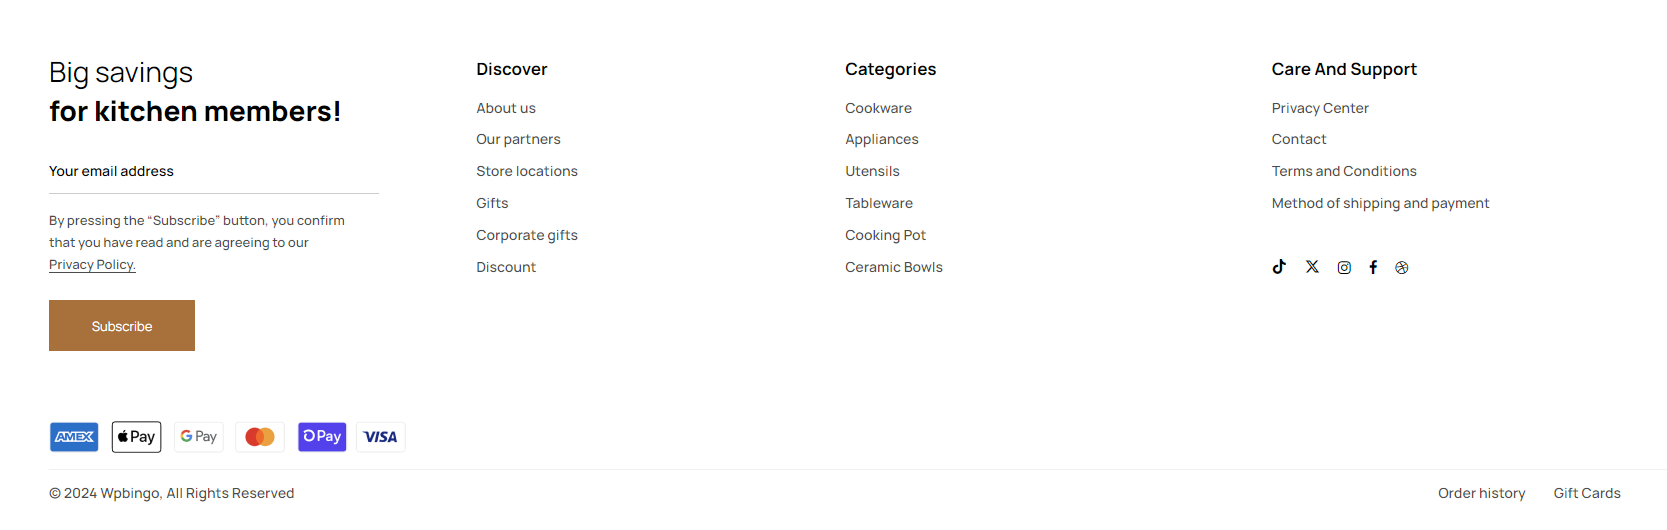 Big savings
for kitchen members!
Your email address
By pressing the “Subscribe” button, you confirm
that you have read and are agreeing to our
Privacy Policy.
Subscribe
Discover
About us
Our partners
Store locations
Gifts
Corporate gifts
Discount
Categories
Cookware
Appliances
Utensils
Tableware
Cooking Pot
Ceramic Bowls
Care And Support
Privacy Center
Contact
Terms and Conditions
Method of shipping and payment
AMEX Pay G Pay Pay VISA
© 2024 Wpbingo, All Rights Reserved
Order history Gift Cards